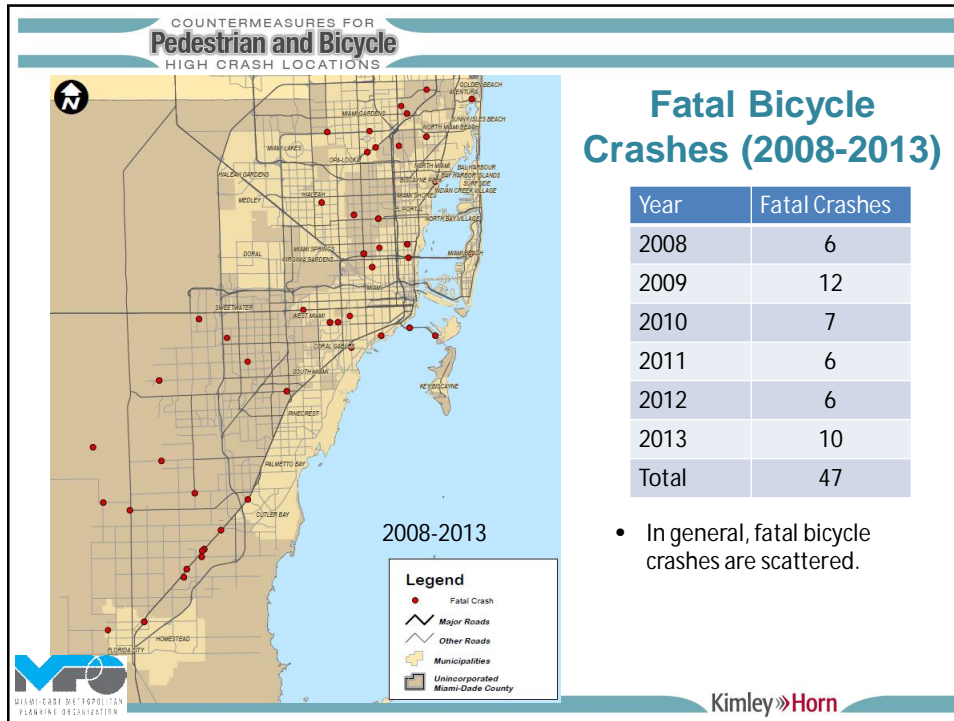 COUNTERMEASURES FOR
Pedestrian and Bicycle
HIGH CRASH LOCATIONS
N
GOLDEN BEACH
AVENTURA
MIAMI GARDENS
SUNNY ISLES BEACH
NORTH MIAMI BEACH
MIAMI LAKES
OPA-LOCKA
HIALEAH GARDENS
NORTH MIAMI
BAL HARBOUR
BAY HARBOR ISLANDS
BISCAYNE PARK
SURFSIDE
INDIAN CREEK VILLAGE
MEDLEY
HIALEAH
MIAMI SHORES
EL PORTAL
NORTH BAY VILLAGE
MIAMI SPRINGS
DORAL
VIRGINIA GARDENS
MIAMI BEACH
MIAMI
SWEETWATER
WEST MIAMI
CORAL GABLES
SOUTH MIAMI
KEY BISCAYNE
PINECREST
PALMETTO BAY
CUTLER BAY
HOMESTEAD
FLORIDA CITY
2008-2013
Legend
Fatal Crash
Major Roads
Other Roads
Municipalities
Unincorporated
Miami-Dade County
Fatal Bicycle
Crashes (2008-2013)
Year Fatal Crashes
2008 6
2009 12
2010 7
2011 6
2012 6
2013 10
Total 47
• In general, fatal bicycle
crashes are scattered.
MPO
MIAMI-DADE METROPOLITAN
PLANNING ORGANIZATION
Kimley»Horn